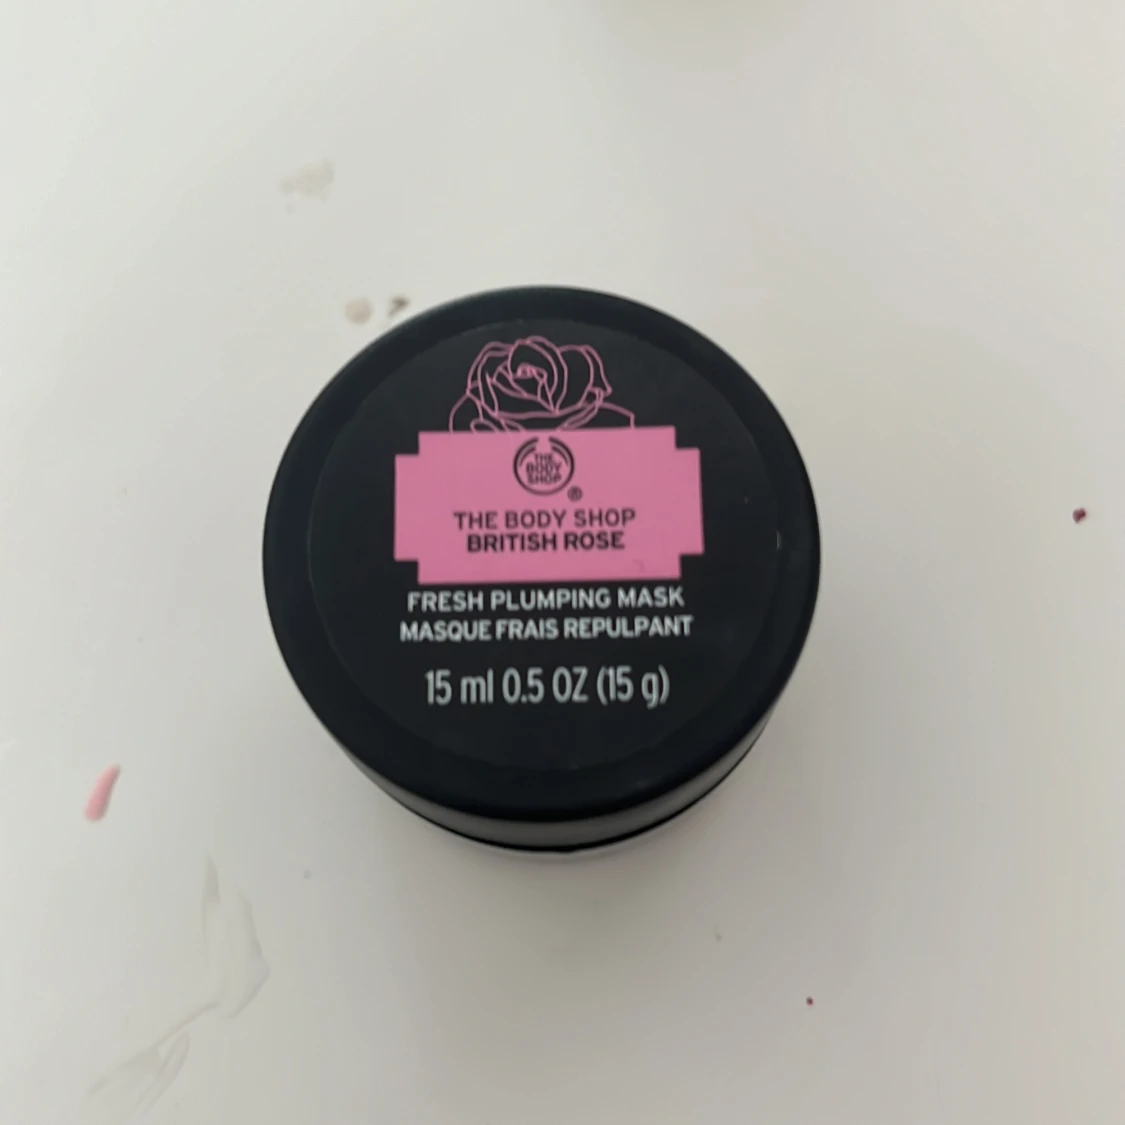 THE
BODY
SHOP
®
THE BODY SHOP
BRITISH ROSE
FRESH PLUMPING MASK
MASQUE FRAIS REPULPANT
15 ml 0.5 OZ (15 g)